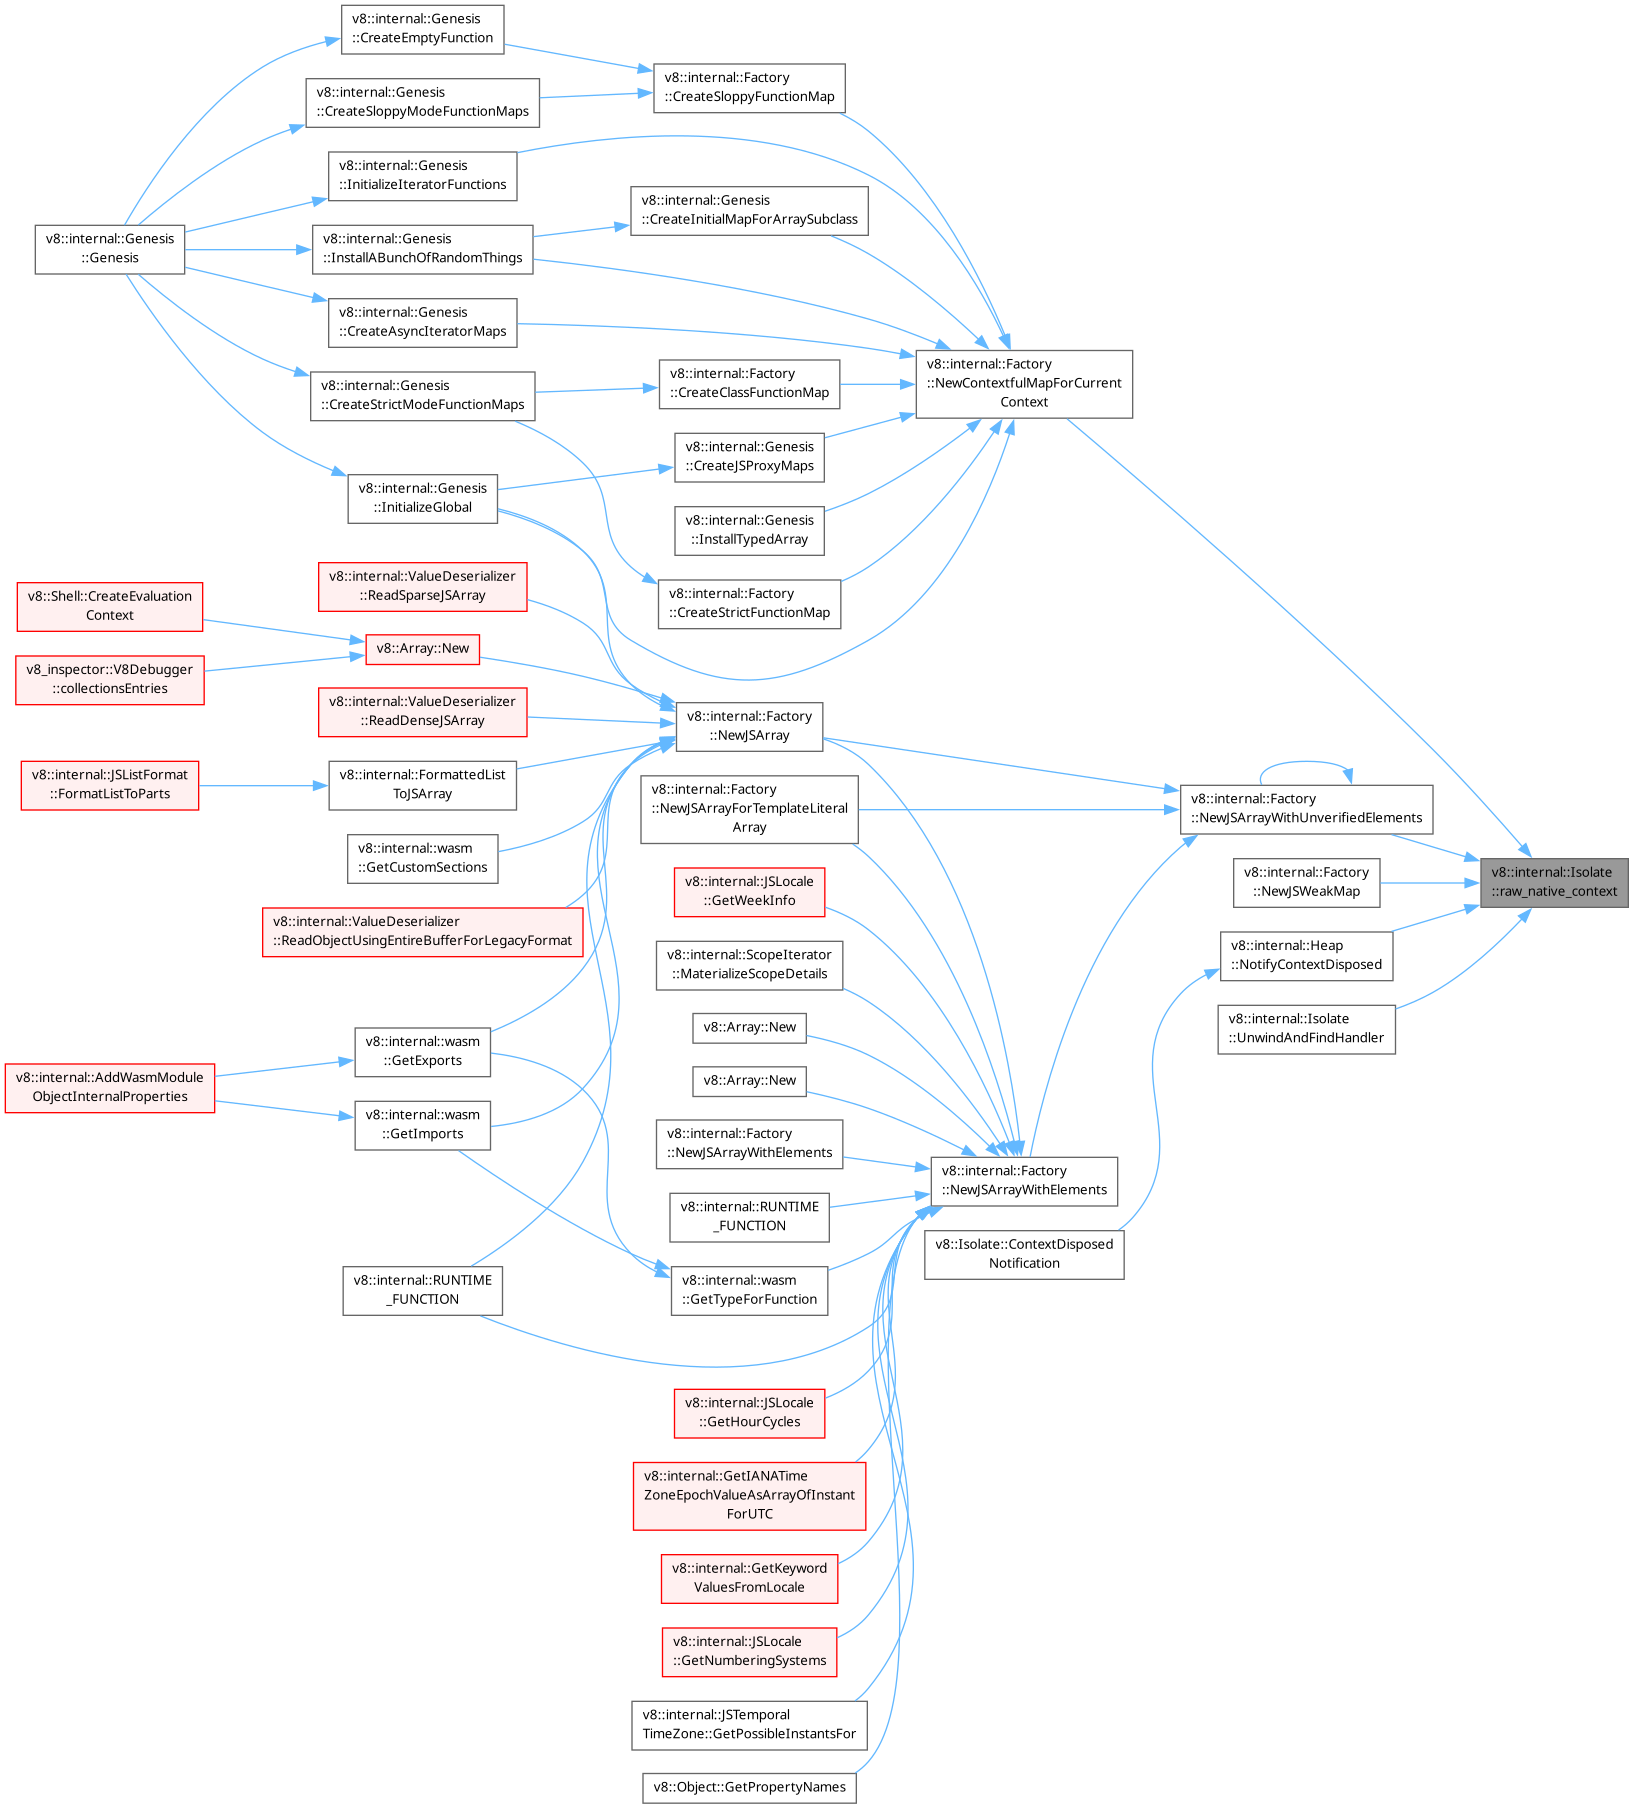 v8::internal::Genesis
::CreateEmptyFunction
v8::internal::Factory
::CreateSloppyFunctionMap
v8::internal::Genesis
::CreateSloppyModeFunctionMaps
v8::internal::Genesis
::InitializeIteratorFunctions
v8::internal::Genesis
::CreateInitialMapForArraySubclass
v8::internal::Genesis
::Genesis
v8::internal::Genesis
::InstallABunchOfRandomThings
v8::internal::Genesis
::CreateAsyncIteratorMaps
v8::internal::Factory
::NewContextfulMapForCurrent
Context
v8::internal::Genesis
::CreateStrictModeFunctionMaps
v8::internal::Factory
::CreateClassFunctionMap
v8::internal::Genesis
::CreateJSProxyMaps
v8::internal::Genesis
::InitializeGlobal
v8::internal::Genesis
::InstallTypedArray
v8::internal::ValueDeserializer
::ReadSparseJSArray
v8::internal::Factory
::CreateStrictFunctionMap
v8::Shell::CreateEvaluation
Context
v8::Array::New
v8_inspector::V8Debugger
::collectionsEntries
v8::internal::ValueDeserializer
::ReadDenseJSArray
v8::internal::Factory
::NewJSArray
v8::internal::JSListFormat
::FormatListToParts
v8::internal::FormattedList
ToJSArray
v8::internal::Factory
::NewJSArrayForTemplateLiteral
Array
v8::internal::Factory
::NewJSArrayWithUnverifiedElements
v8::internal::wasm
::GetCustomSections
v8::internal::JSLocale
::GetWeekInfo
v8::internal::Factory
::NewJSWeakMap
v8::internal::Isolate
::raw_native_context
v8::internal::ValueDeserializer
::ReadObjectUsingEntireBufferForLegacyFormat
v8::internal::ScopeIterator
::MaterializeScopeDetails
v8::internal::Heap
::NotifyContextDisposed
v8::internal::Isolate
::UnwindAndFindHandler
v8::Array::New
v8::internal::wasm
::GetExports
v8::internal::AddWasmModule
ObjectInternalProperties
v8::Array::New
v8::internal::wasm
::GetImports
v8::internal::Factory
::NewJSArrayWithElements
v8::internal::Factory
::NewJSArrayWithElements
v8::internal::RUNTIME
_FUNCTION
v8::Isolate::ContextDisposed
Notification
v8::internal::RUNTIME
_FUNCTION
v8::internal::wasm
::GetTypeForFunction
v8::internal::JSLocale
::GetHourCycles
v8::internal::GetIANATime
ZoneEpochValueAsArrayOfInstant
ForUTC
v8::internal::GetKeyword
ValuesFromLocale
v8::internal::JSLocale
::GetNumberingSystems
v8::internal::JSTemporal
TimeZone::GetPossibleInstantsFor
v8::Object::GetPropertyNames